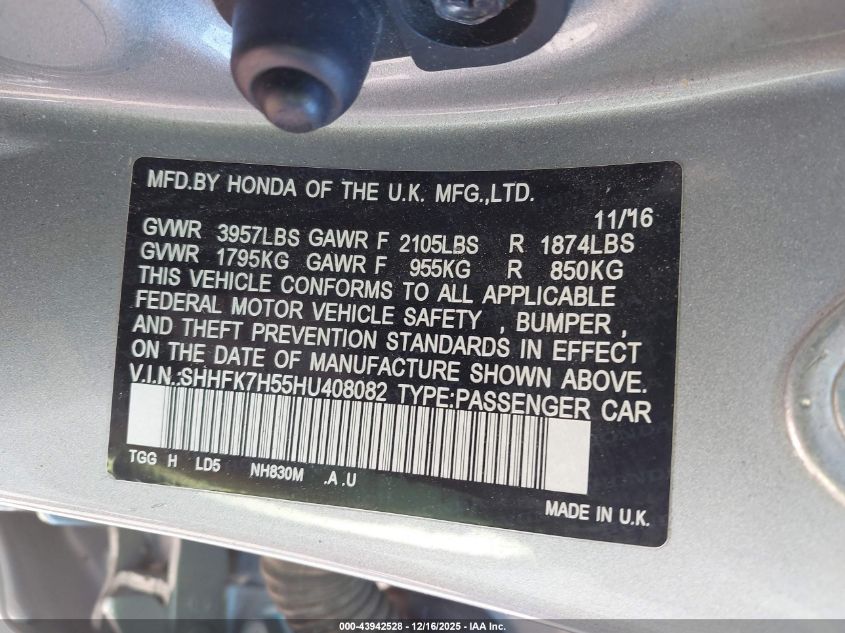 MFD.BY HONDA OF THE U.K. MFG.,LTD.
11/16
GVWR 3957LBS GAWR F 2105LBS R 1874LBS
GVWR 1795KG GAWR F 955KG R 850KG
THIS VEHICLE CONFORMS TO ALL APPLICABLE
FEDERAL MOTOR VEHICLE SAFETY , BUMPER ,
AND THEFT PREVENTION STANDARDS IN EFFECT
ON THE DATE OF MANUFACTURE SHOWN ABOVE.
V.I.N.:SHHFK7H55HU408082 TYPE:PASSENGER CAR
TGG H LD5 NH830M .A .U
MADE IN U.K.
000-43942528 - 12/16/2025 - IAA Inc.